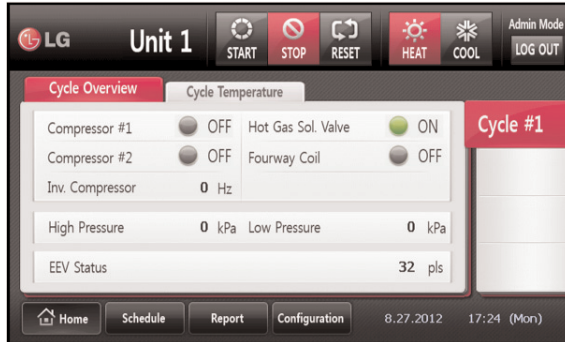 LG Unit 1 START STOP RESET HEAT COOL Admin Mode LOG OUT
Cycle Overview Cycle Temperature
Compressor #1 OFF Hot Gas Sol. Valve ON Cycle #1
Compressor #2 OFF Fourway Coil OFF
Inv. Compressor 0 Hz
High Pressure 0 kPa Low Pressure 0 kPa
EEV Status 32 pls
Home Schedule Report Configuration 8.27.2012 17:24 (Mon)